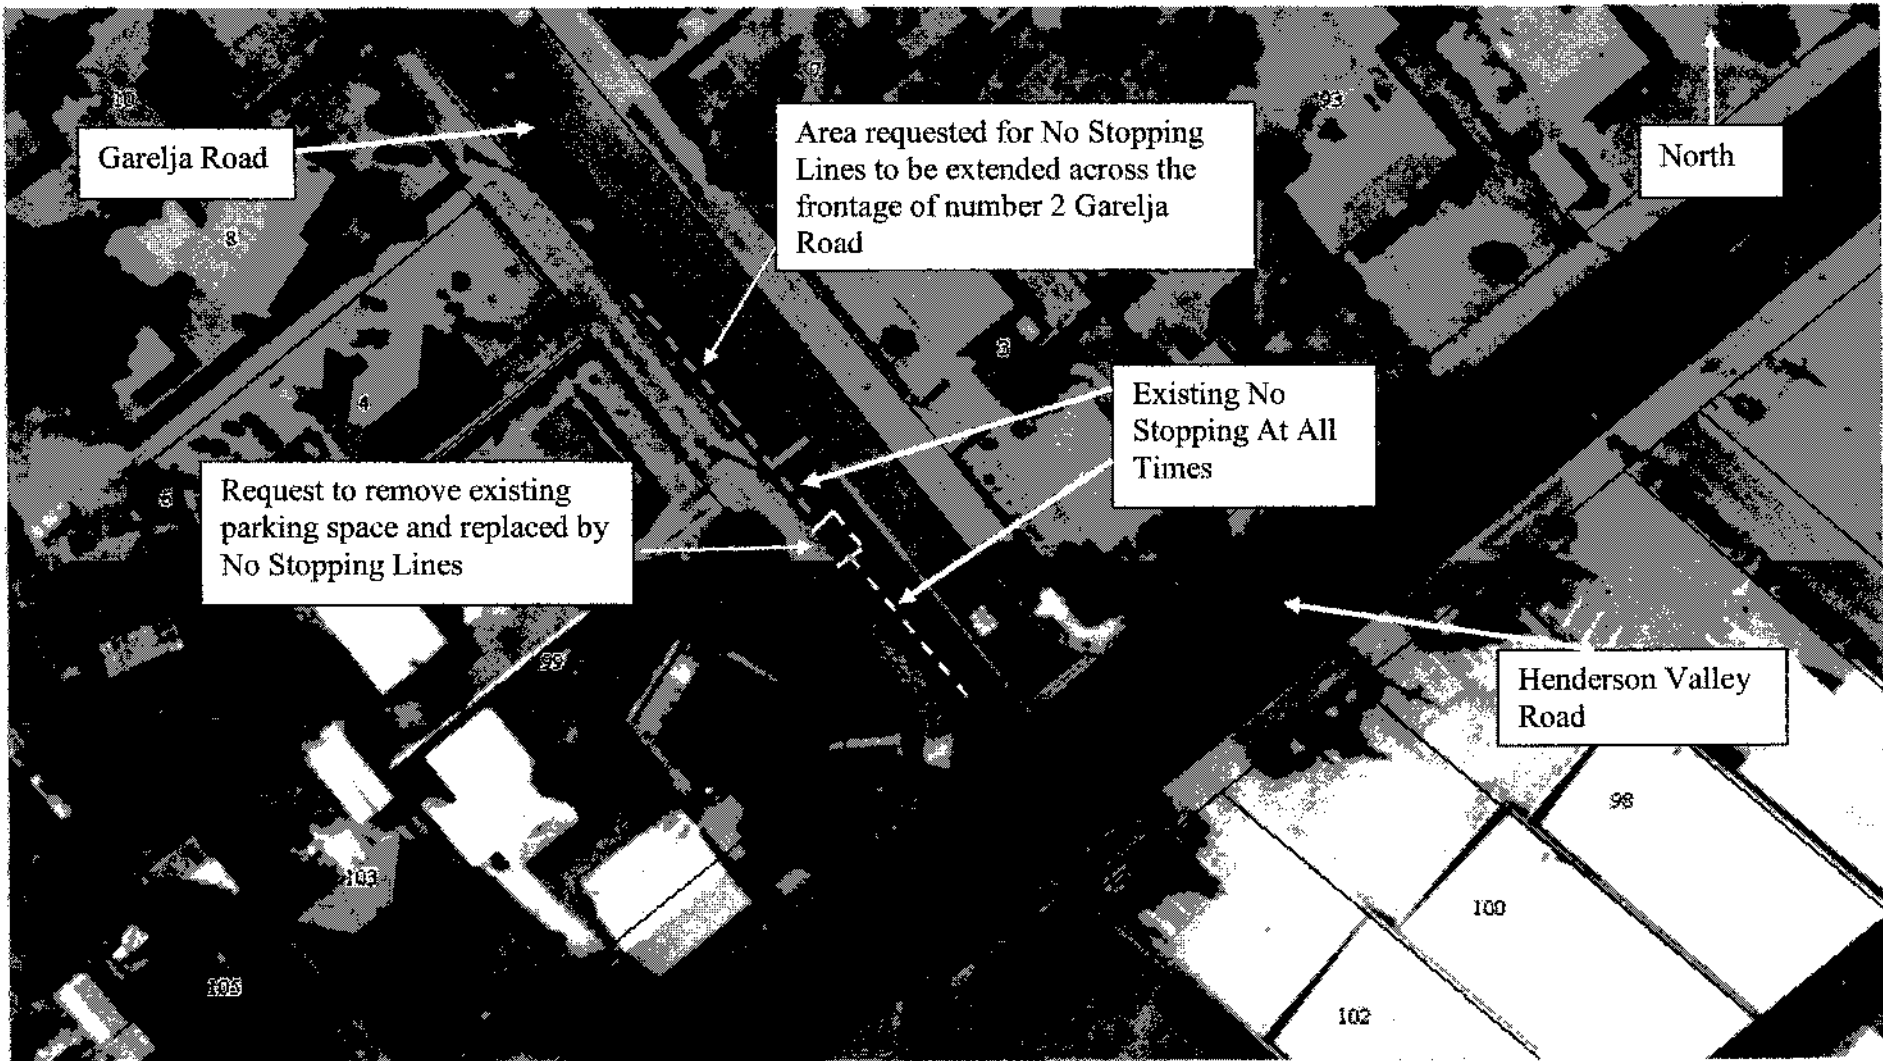 10
9
93
Garelja Road
Area requested for No Stopping
Lines to be extended across the
frontage of number 2 Garelja
Road
North
8
3
4
Existing No
Stopping At All
Times
Request to remove existing
parking space and replaced by
No Stopping Lines
99
Henderson Valley
Road
98
103
100
105
102